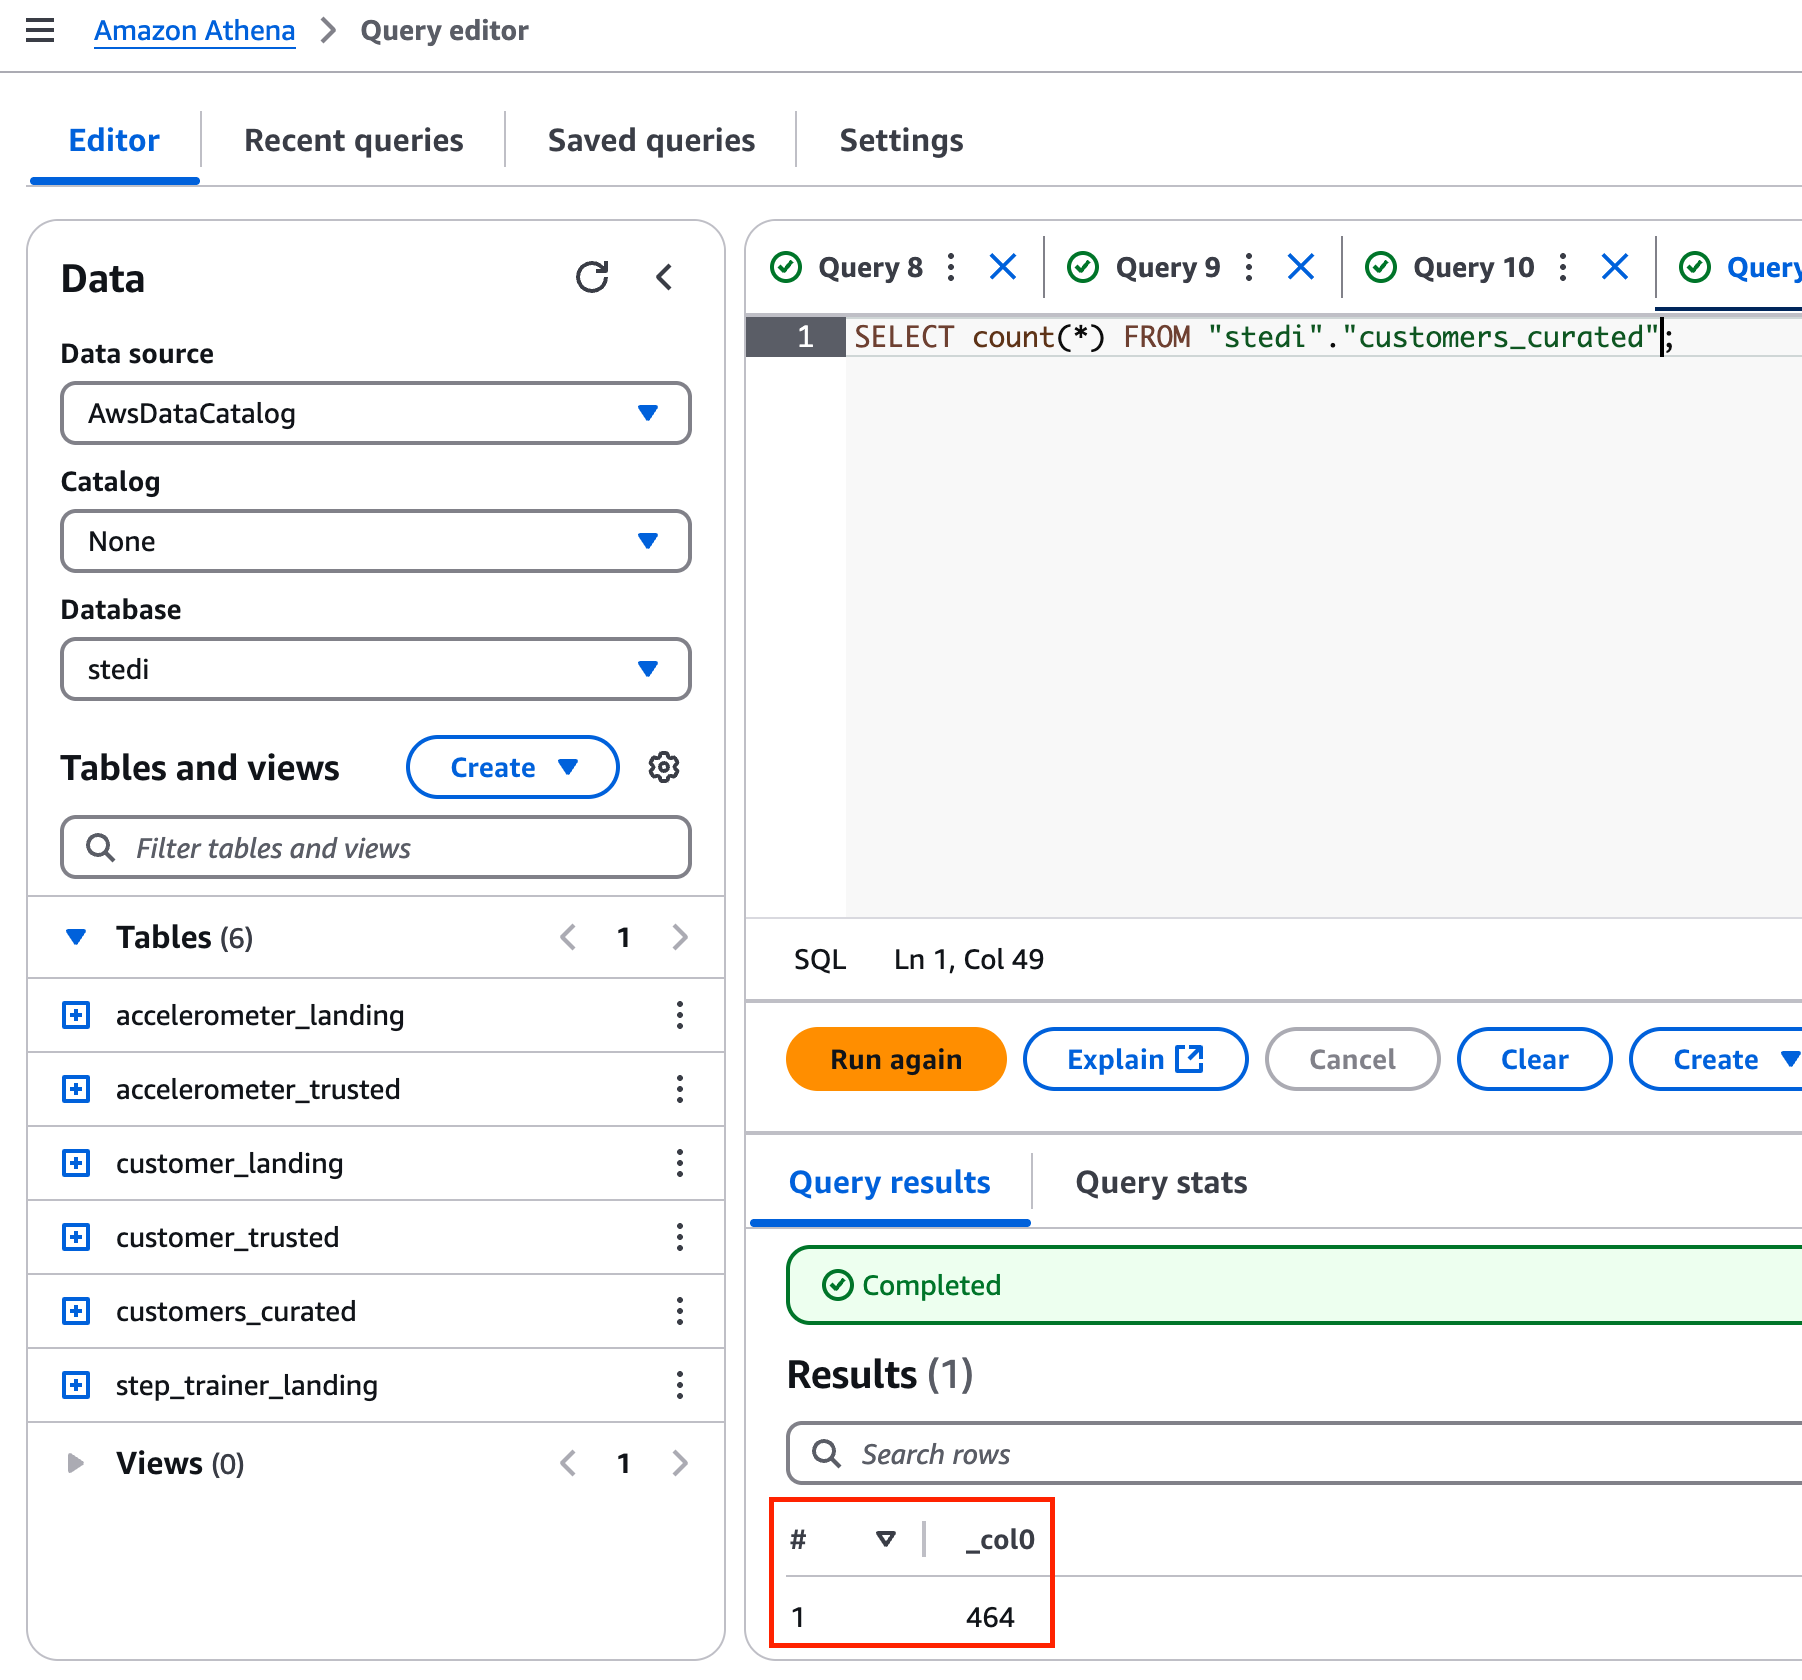 Amazon Athena > Query editor
Editor
Recent queries
Saved queries
Settings
Data
Data source
AwsDataCatalog
Catalog
None
Database
stedi
Tables and views
Create
Filter tables and views
Tables (6)
1
accelerometer_landing
accelerometer_trusted
customer_landing
customer_trusted
customers_curated
step_trainer_landing
Views (0)
1
Query 8
Query 9
Query 10
Query
1 SELECT count(*) FROM "stedi"."customers_curated";
SQL Ln 1, Col 49
Run again
Explain
Cancel
Clear
Create
Query results
Query stats
Completed
Results (1)
Search rows
# _col0
1 464